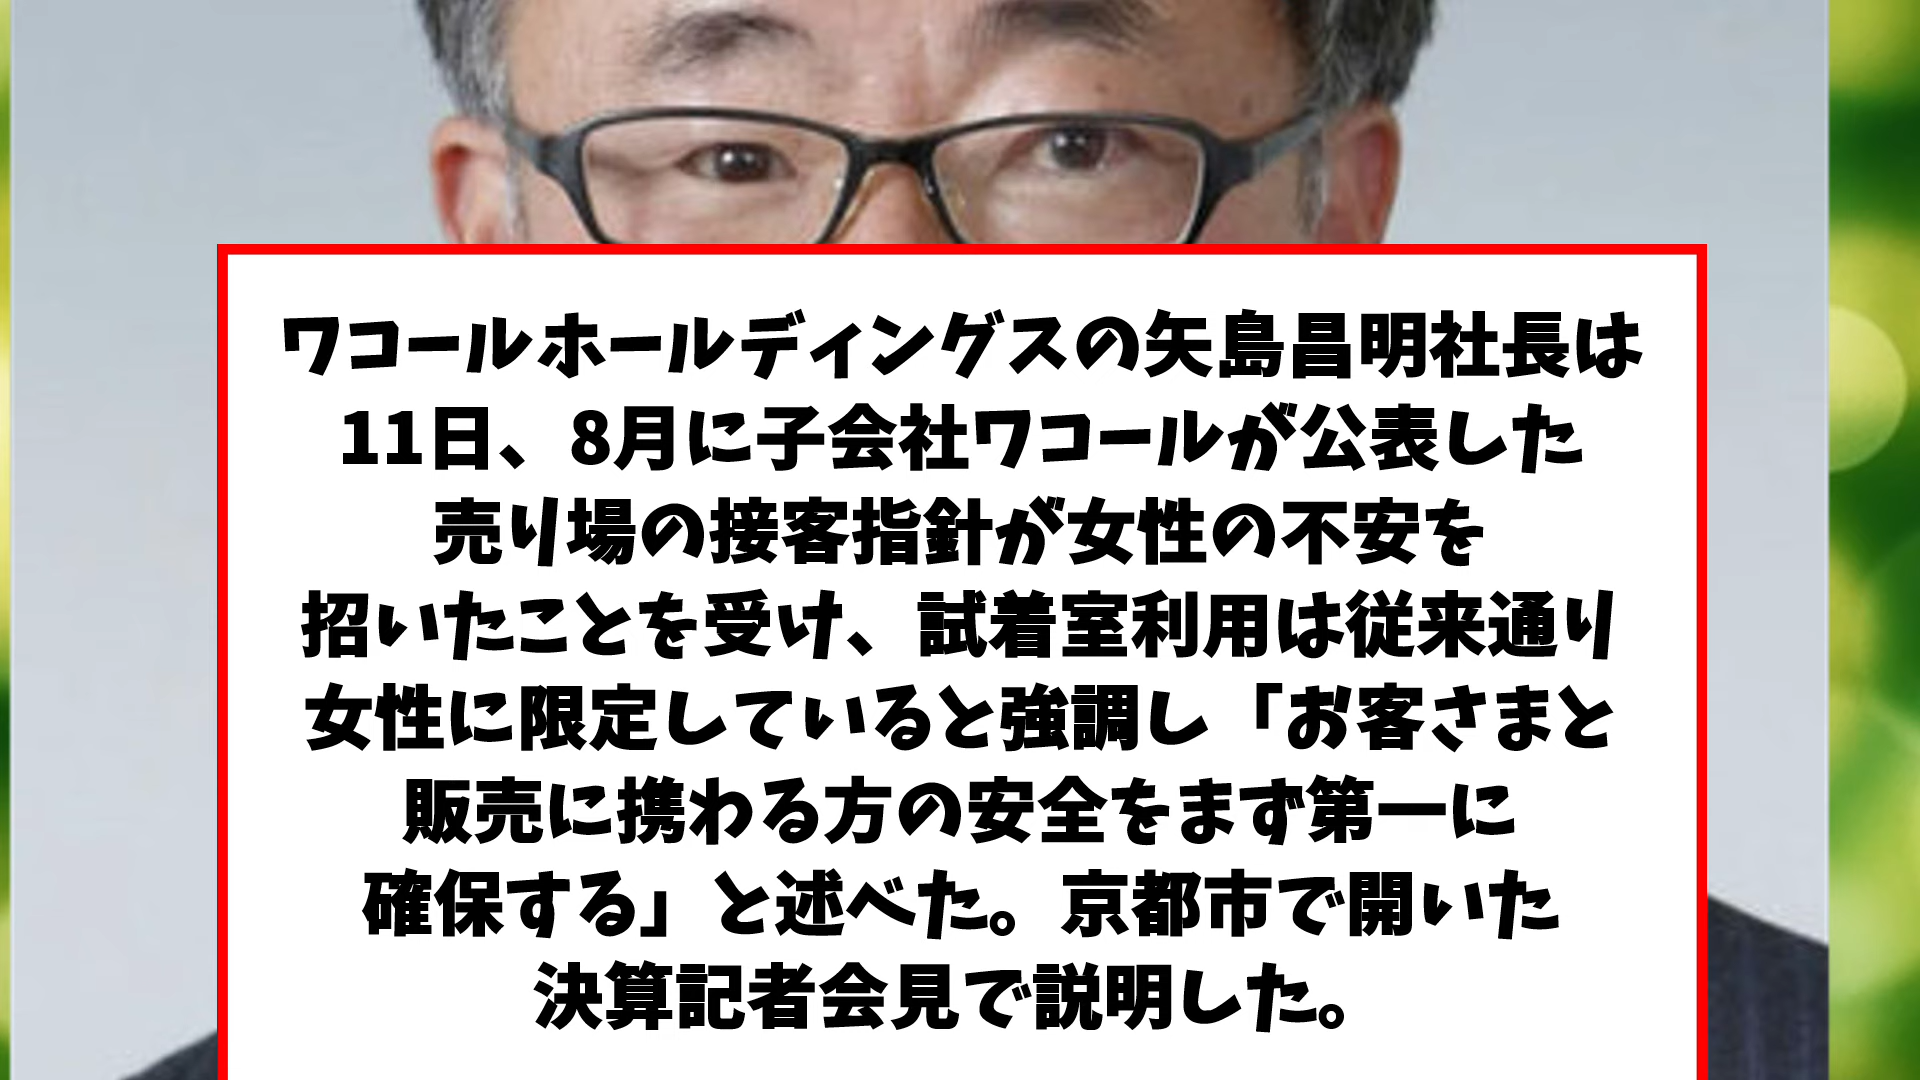 ワコールホールディングスの矢島昌明社長は
11日、8月に子会社ワコールが公表した
売り場の接客指針が女性の不安を
招いたことを受け、試着室利用は従来通り
女性に限定していると強調し「お客さまと
販売に携わる方の安全をまず第一に
確保する」と述べた。京都市で開いた
決算記者会見で説明した。